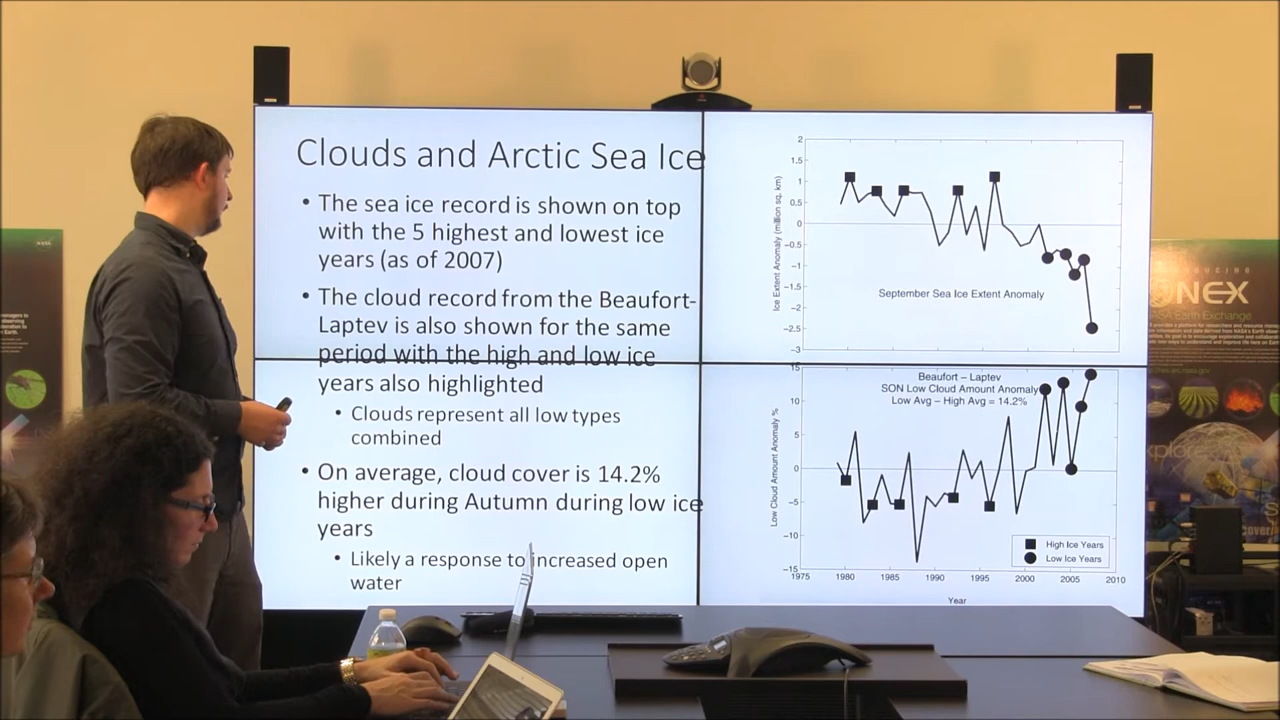 Clouds and Arctic Sea Ice
• The sea ice record is shown on top
with the 5 highest and lowest ice
years (as of 2007)
• The cloud record from the Beaufort-
Laptev is also shown for the same
period with the high and low ice
years also highlighted
• Clouds represent all low types
combined
• On average, cloud cover is 14.2%
higher during Autumn during low ice
years
• Likely a response to increased open
water
2
1.5
1
0.5
0
−0.5
−1
−1.5
−2
−2.5
−3
Ice Extent Anomaly (million sq. km)
September Sea Ice Extent Anomaly
15
10
5
0
−5
−10
−15
Low Cloud Amount Anomaly %
Beaufort – Laptev
SON Low Cloud Amount Anomaly
Low Avg – High Avg = 14.2%
High Ice Years
Low Ice Years
1975 1980 1985 1990 1995 2000 2005 2010
Year
NASA
NEX
Earth Exchange